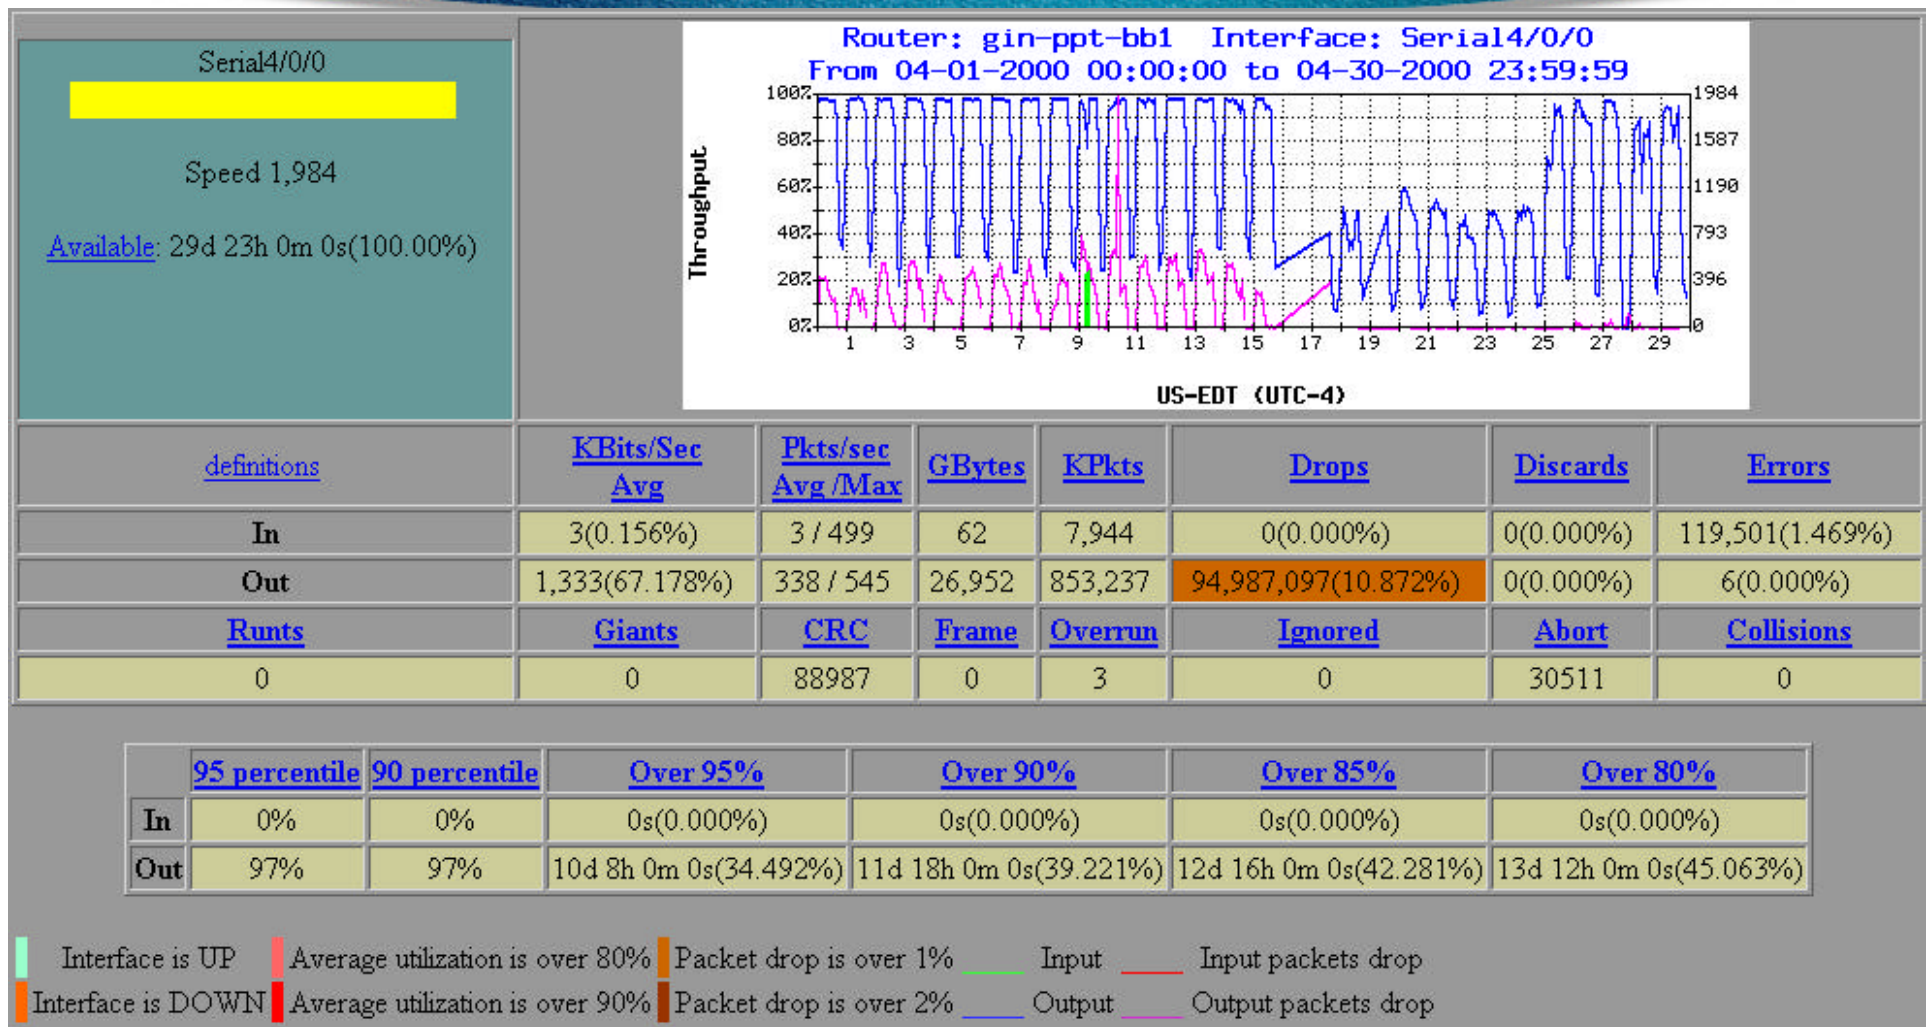 Serial4/0/0
Speed 1,984
Available: 29d 23h 0m 0s(100.00%)
Router: gin-ppt-bb1 Interface: Serial4/0/0
From 04-01-2000 00:00:00 to 04-30-2000 23:59:59
Throughput
100% 1984
80% 1587
60% 1190
40% 793
20% 396
0% 0
1 3 5 7 9 11 13 15 17 19 21 23 25 27 29
US-EDT (UTC-4)
definitions KBits/Sec Avg Pkts/sec Avg /Max GBytes KPkts Drops Discards Errors
In 3(0.156%) 3 / 499 62 7,944 0(0.000%) 0(0.000%) 119,501(1.469%)
Out 1,333(67.178%) 338 / 545 26,952 853,237 94,987,097(10.872%) 0(0.000%) 6(0.000%)
Runts Giants CRC Frame Overrun Ignored Abort Collisions
0 0 88987 0 3 0 30511 0
95 percentile 90 percentile Over 95% Over 90% Over 85% Over 80%
In 0% 0% 0s(0.000%) 0s(0.000%) 0s(0.000%) 0s(0.000%)
Out 97% 97% 10d 8h 0m 0s(34.492%) 11d 18h 0m 0s(39.221%) 12d 16h 0m 0s(42.281%) 13d 12h 0m 0s(45.063%)
Interface is UP Average utilization is over 80% Packet drop is over 1% Input Input packets drop
Interface is DOWN Average utilization is over 90% Packet drop is over 2% Output Output packets drop